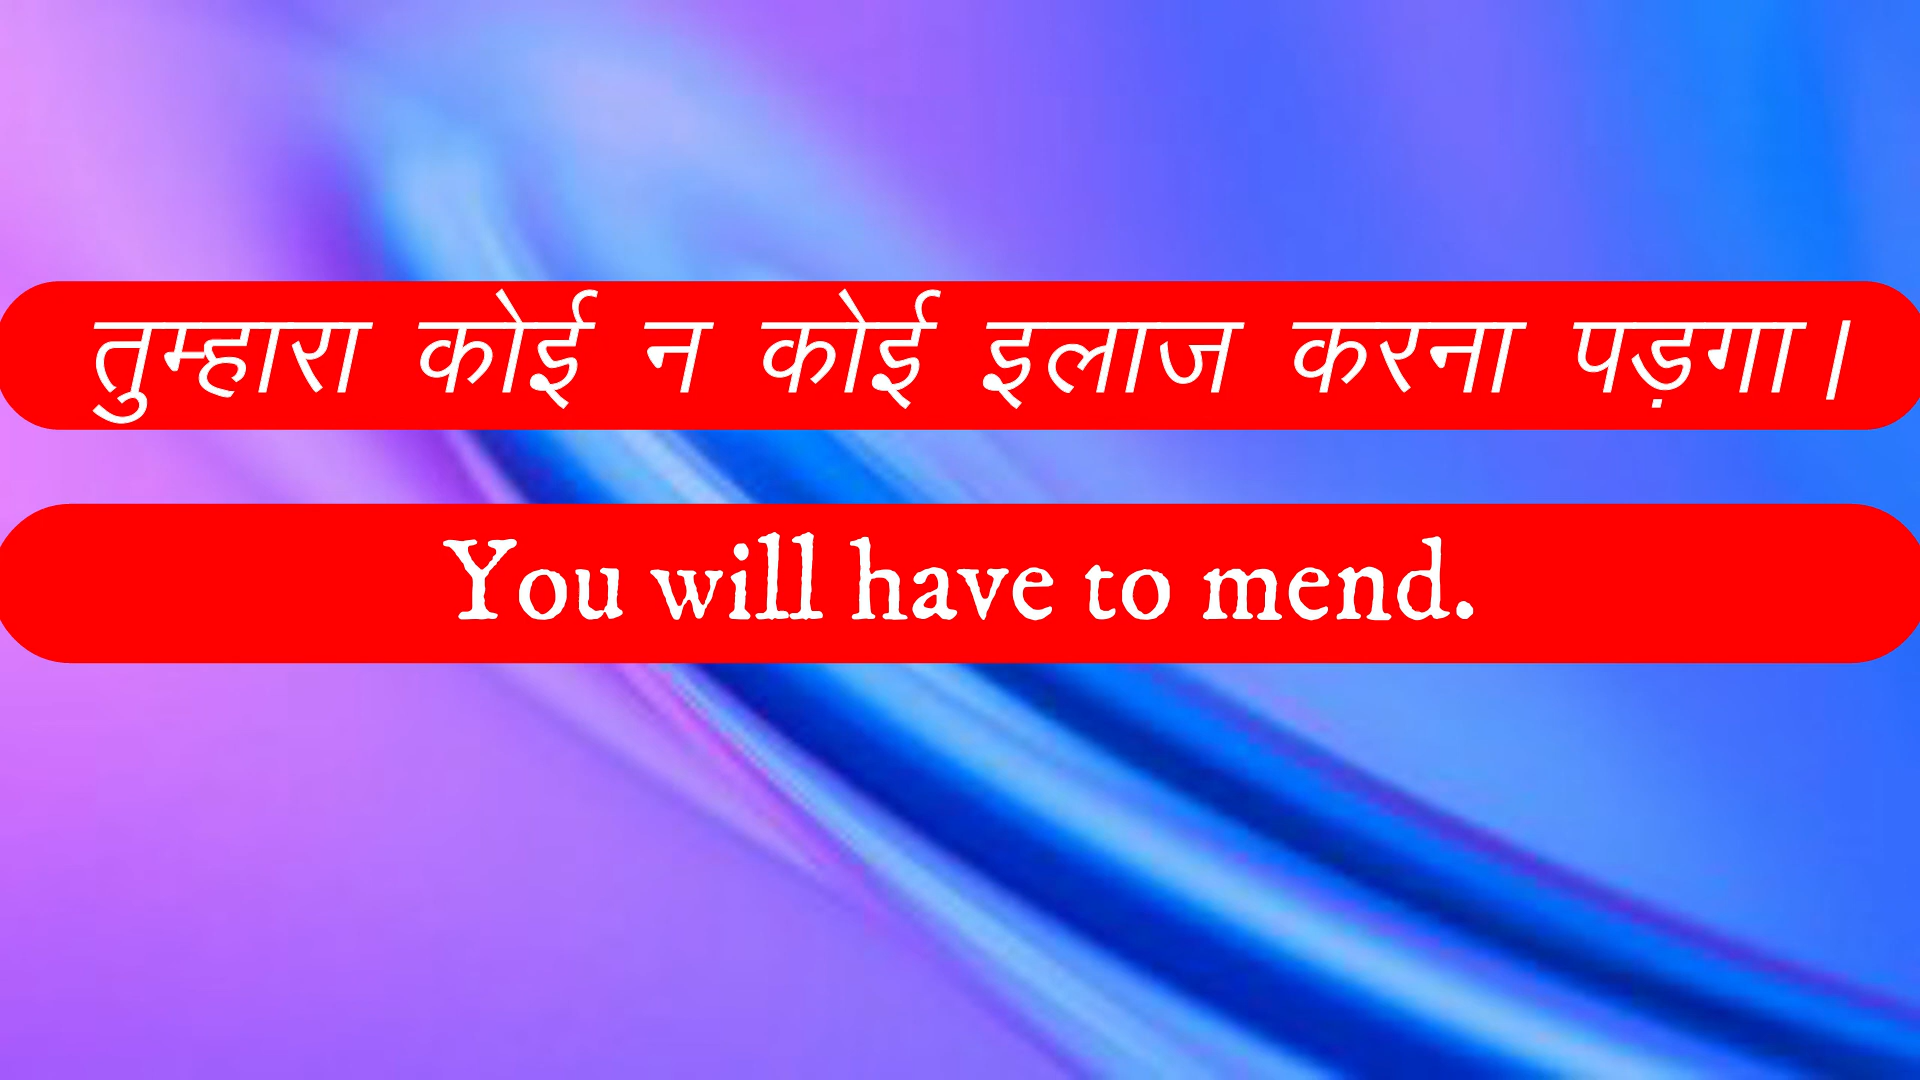 तुम्हारा कोई न कोई इलाज करना पड़गा।
You will have to mend.